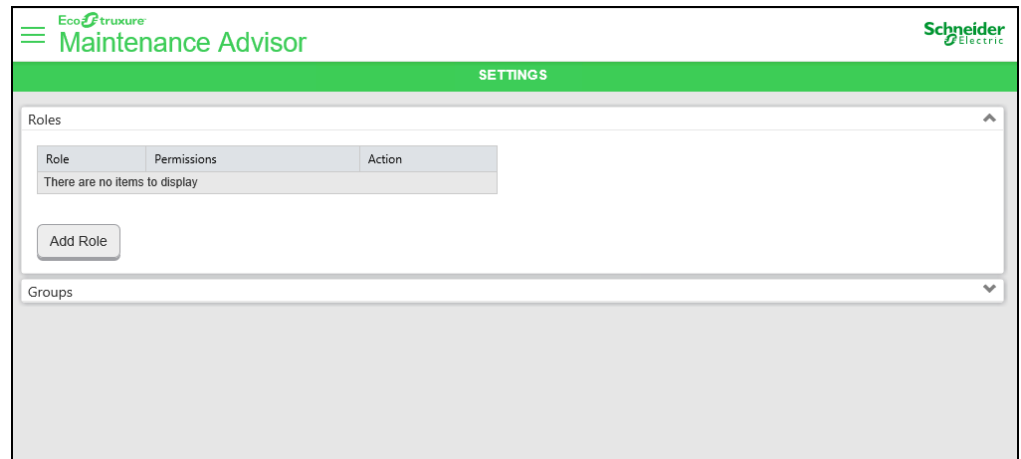 EcoStruxure
Maintenance Advisor
Schneider
Electric
SETTINGS
Roles
Role Permissions Action
There are no items to display
Add Role
Groups